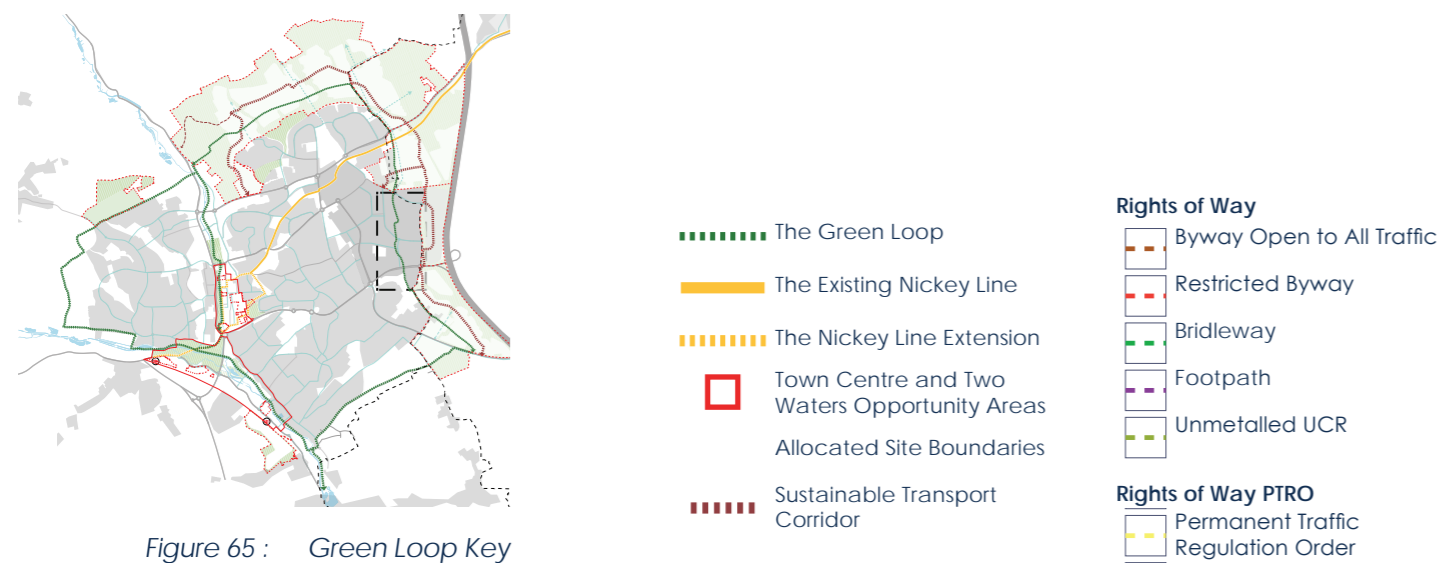 The Green Loop
The Existing Nickey Line
The Nickey Line Extension
Town Centre and Two
Waters Opportunity Areas
Allocated Site Boundaries
Sustainable Transport
Corridor
Rights of Way
Byway Open to All Traffic
Restricted Byway
Bridleway
Footpath
Unmetalled UCR
Rights of Way PTRO
Permanent Traffic
Regulation Order
Figure 65 : Green Loop Key